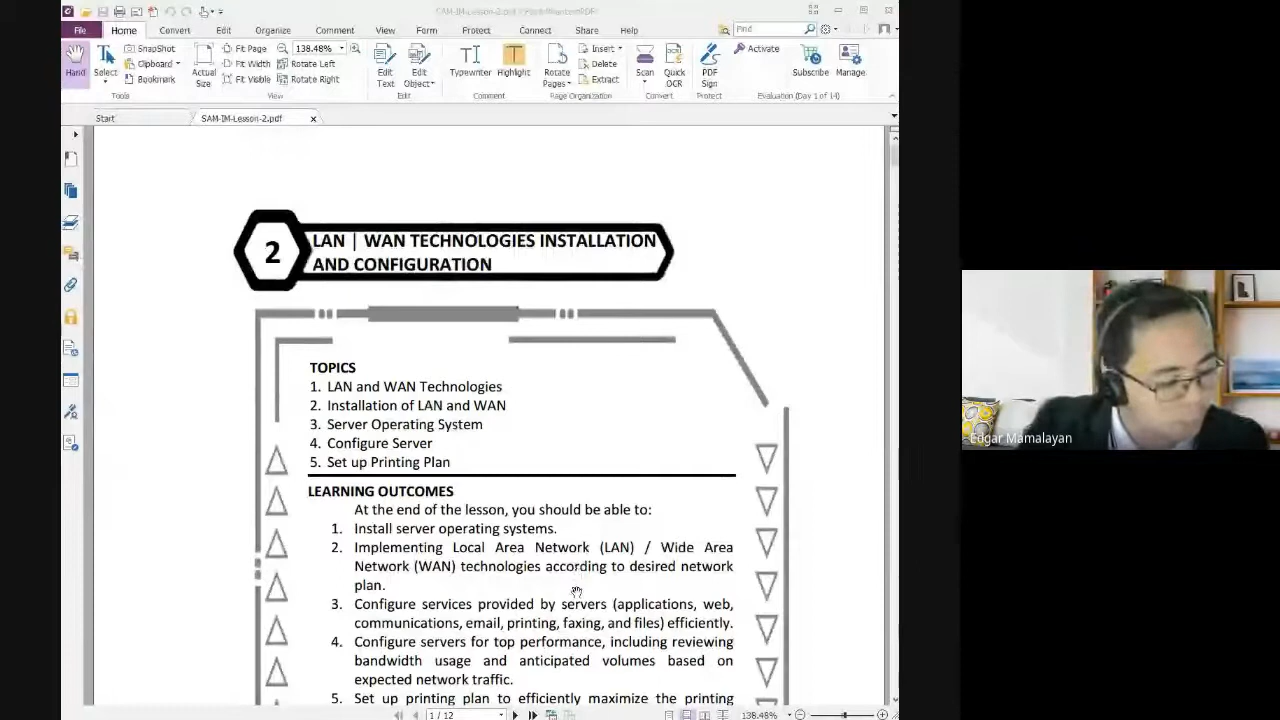 SAM-IM-Lesson-2.pdf - Foxit PhantomPDF
File Home Convert Edit Organize Comment View Form Protect Connect Share Help Find
SnapShot
Clipboard
Bookmark
Hand Select
Tools
Actual Size
Fit Page
Fit Width
Fit Visible
138.48%
Rotate Left
Rotate Right
View
Edit Text
Edit Object
Edit
Typewriter Highlight
Comment
Rotate Pages
Insert
Delete
Extract
Page Organization
Scan Quick OCR
Convert
PDF Sign
Protect
Activate
Subscribe Manage
Evaluation (Day 1 of 14)
Start SAM-IM-Lesson-2.pdf
2
LAN | WAN TECHNOLOGIES INSTALLATION
AND CONFIGURATION
TOPICS
1. LAN and WAN Technologies
2. Installation of LAN and WAN
3. Server Operating System
4. Configure Server
5. Set up Printing Plan
LEARNING OUTCOMES
At the end of the lesson, you should be able to:
1. Install server operating systems.
2. Implementing Local Area Network (LAN) / Wide Area
Network (WAN) technologies according to desired network
plan.
3. Configure services provided by servers (applications, web,
communications, email, printing, faxing, and files) efficiently.
4. Configure servers for top performance, including reviewing
bandwidth usage and anticipated volumes based on
expected network traffic.
5. Set up printing plan to efficiently maximize the printing
1 / 12
138.48%
Edgar Mamalayan